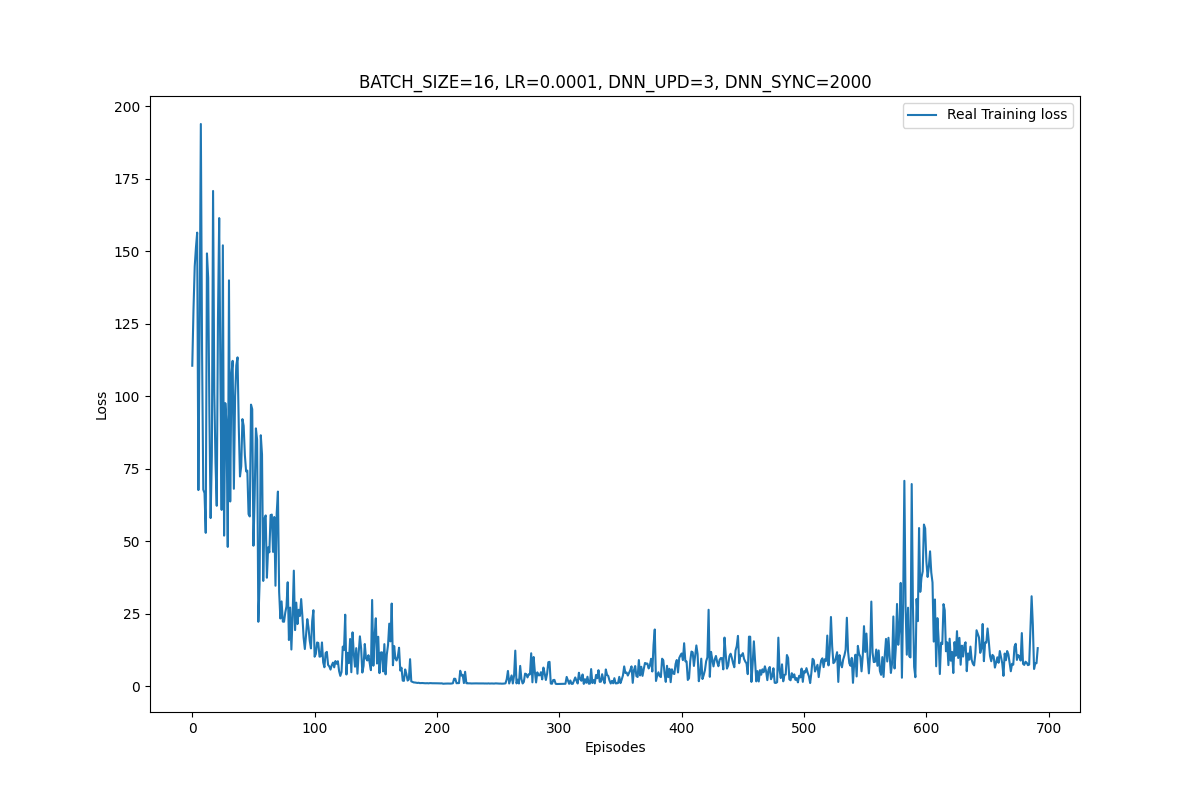 BATCH_SIZE=16, LR=0.0001, DNN_UPD=3, DNN_SYNC=2000
Real Training loss
200
175
150
125
100
75
50
25
0
Loss
0 100 200 300 400 500 600 700
Episodes